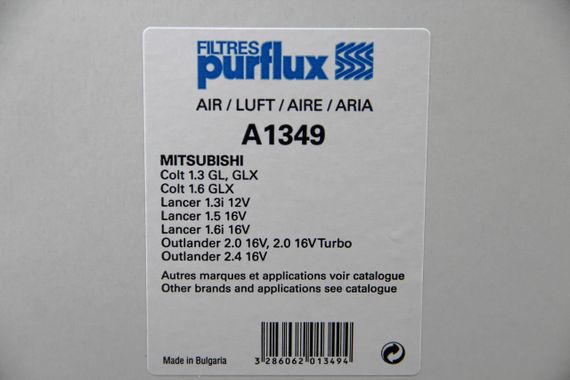 FILTRES
purflux
AIR / LUFT / AIRE / ARIA
A1349
MITSUBISHI
Colt 1.3 GL, GLX
Colt 1.6 GLX
Lancer 1.3i 12V
Lancer 1.5 16V
Lancer 1.6i 16V
Outlander 2.0 16V, 2.0 16V Turbo
Outlander 2.4 16V
Autres marques et applications voir catalogue
Other brands and applications see catalogue
Made in Bulgaria
3 286062 013494